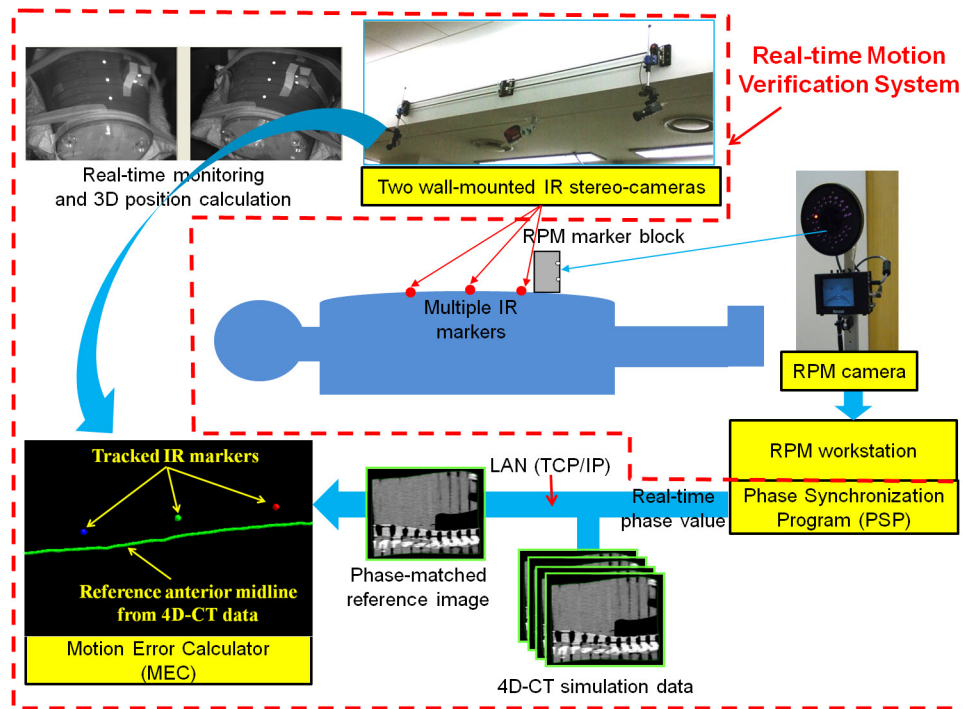 Real-time Motion
Verification System
Real-time monitoring
and 3D position calculation
Two wall-mounted IR stereo-cameras
RPM marker block
Multiple IR
markers
RPM camera
RPM workstation
Phase Synchronization
Program (PSP)
LAN (TCP/IP)
Real-time
phase value
Tracked IR markers
Reference anterior midline
from 4D-CT data
Motion Error Calculator
(MEC)
Phase-matched
reference image
4D-CT simulation data